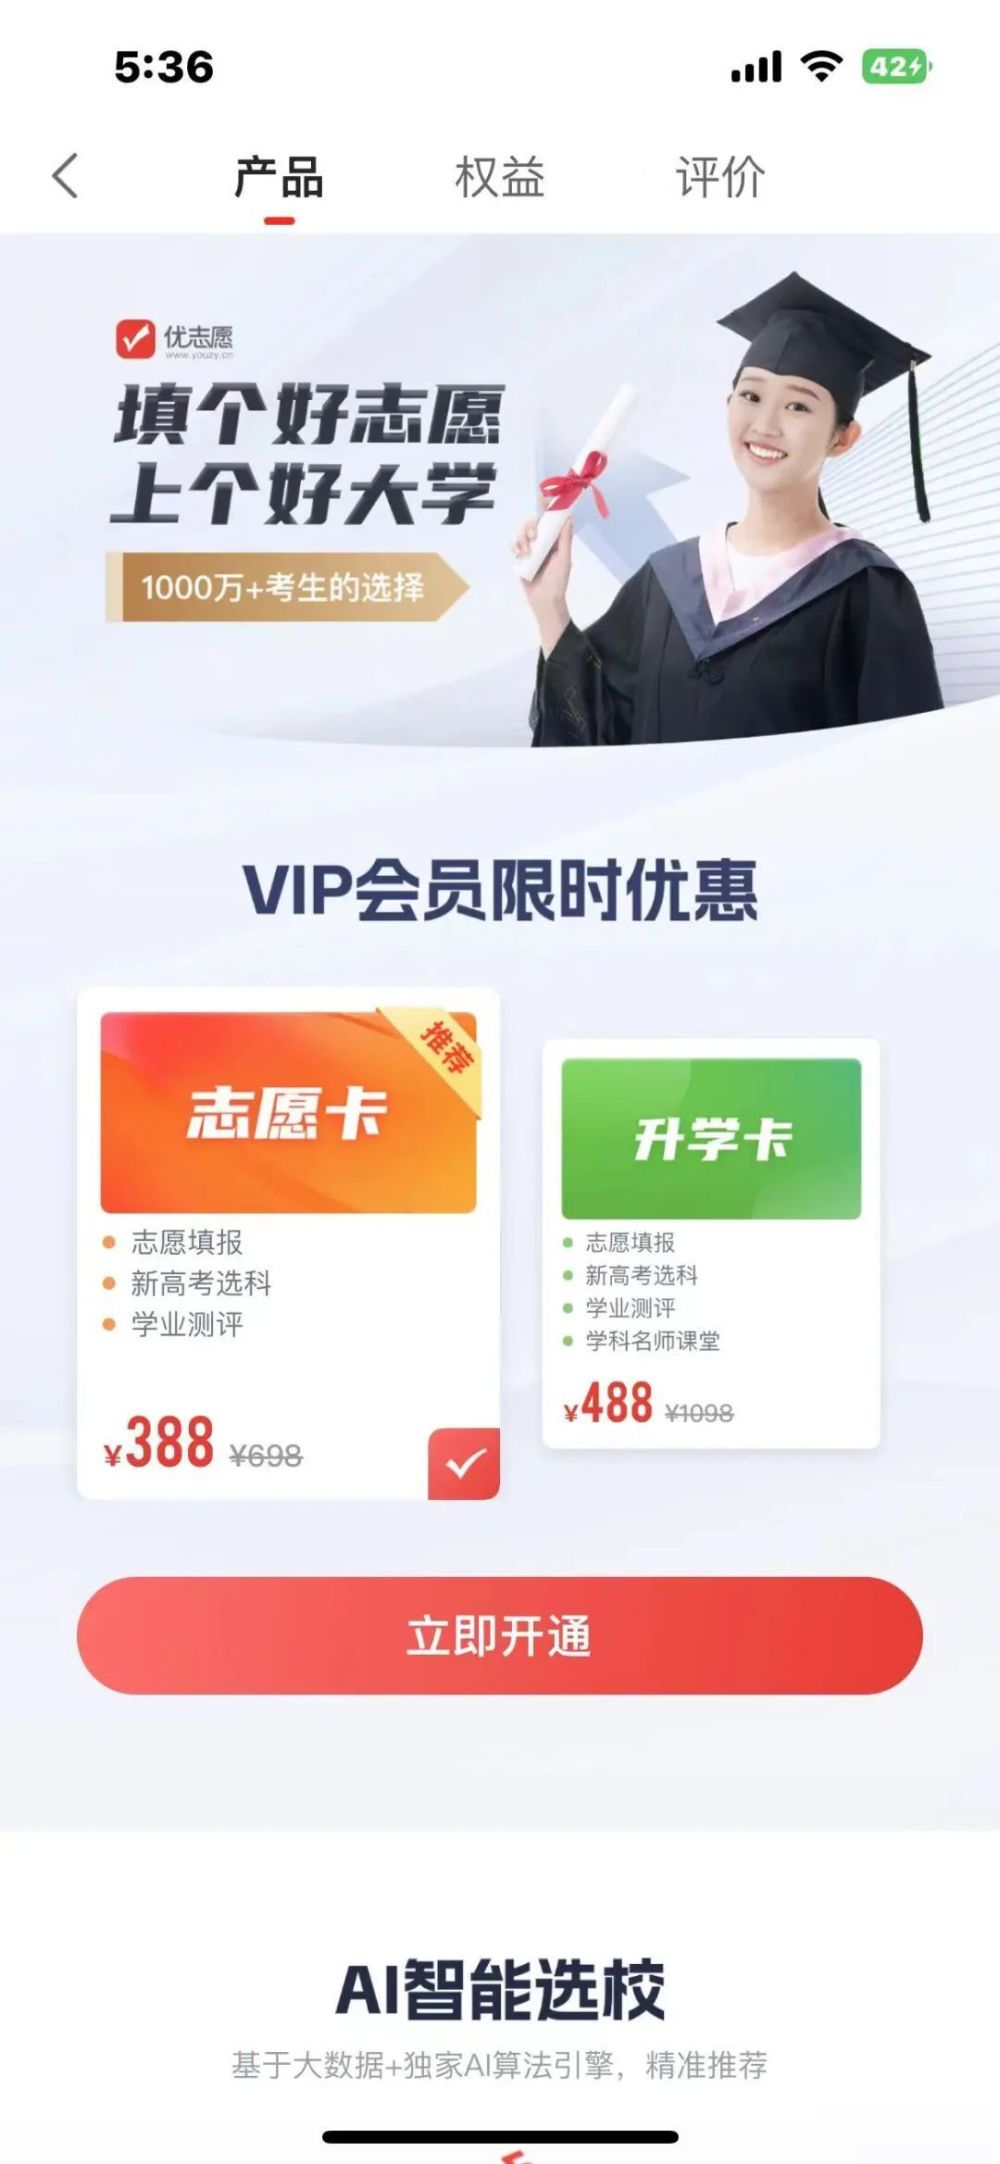 5:36
42
产品 权益 评价
优志愿
www.youzy.cn
填个好志愿
上个好大学
1000万+考生的选择
VIP会员限时优惠
推荐
志愿卡
志愿填报
新高考选科
学业测评
¥388 ¥698
升学卡
志愿填报
新高考选科
学业测评
学科名师课堂
¥488 ¥1098
立即开通
AI智能选校
基于大数据+独家AI算法引擎，精准推荐